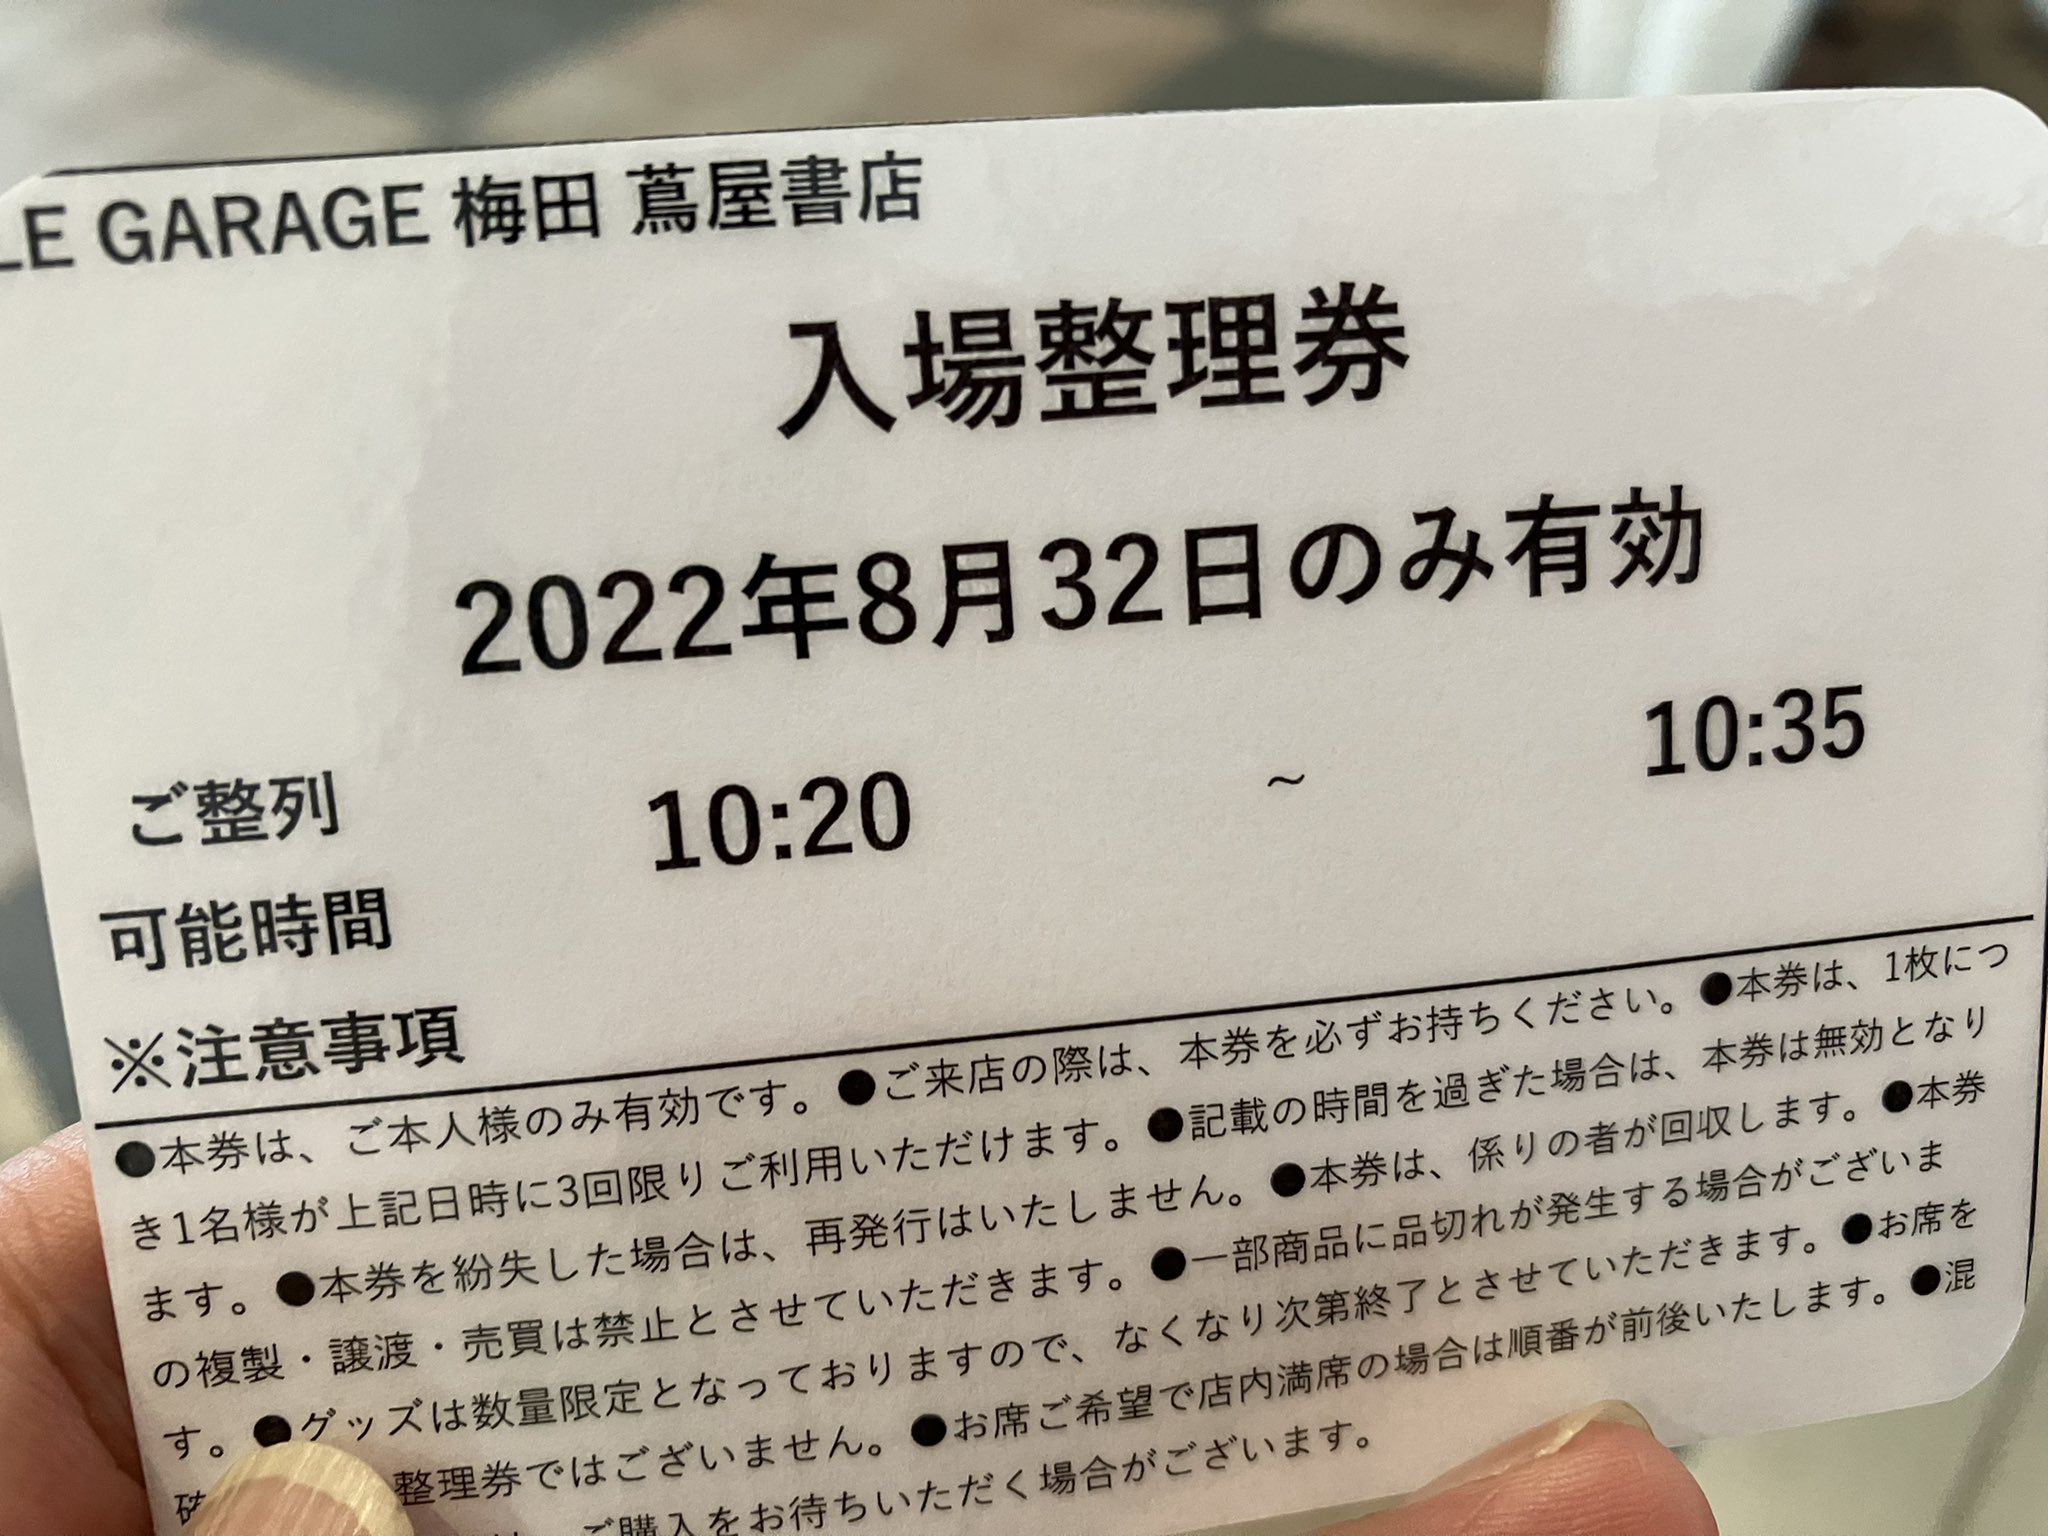 LE GARAGE 梅田 蔦屋書店
入場整理券
2022年8月32日のみ有効
ご整列
可能時間
10:20 ~ 10:35
※注意事項
●本券は、ご本人様のみ有効です。●ご来店の際は、本券を必ずお持ちください。●本券は、1枚につ
き1名様が上記日時に3回限りご利用いただけます。●記載の時間を過ぎた場合は、本券は無効となり
ます。●本券を紛失した場合は、再発行はいたしません。●本券は、係りの者が回収します。●本券
の複製・譲渡・売買は禁止とさせていただきます。●一部商品に品切れが発生する場合がございま
す。●グッズは数量限定となっておりますので、なくなり次第終了とさせていただきます。●お席を
整理券ではございません。●お席ご希望で店内満席の場合は順番が前後いたします。●混
ご購入をお待ちいただく場合がございます。